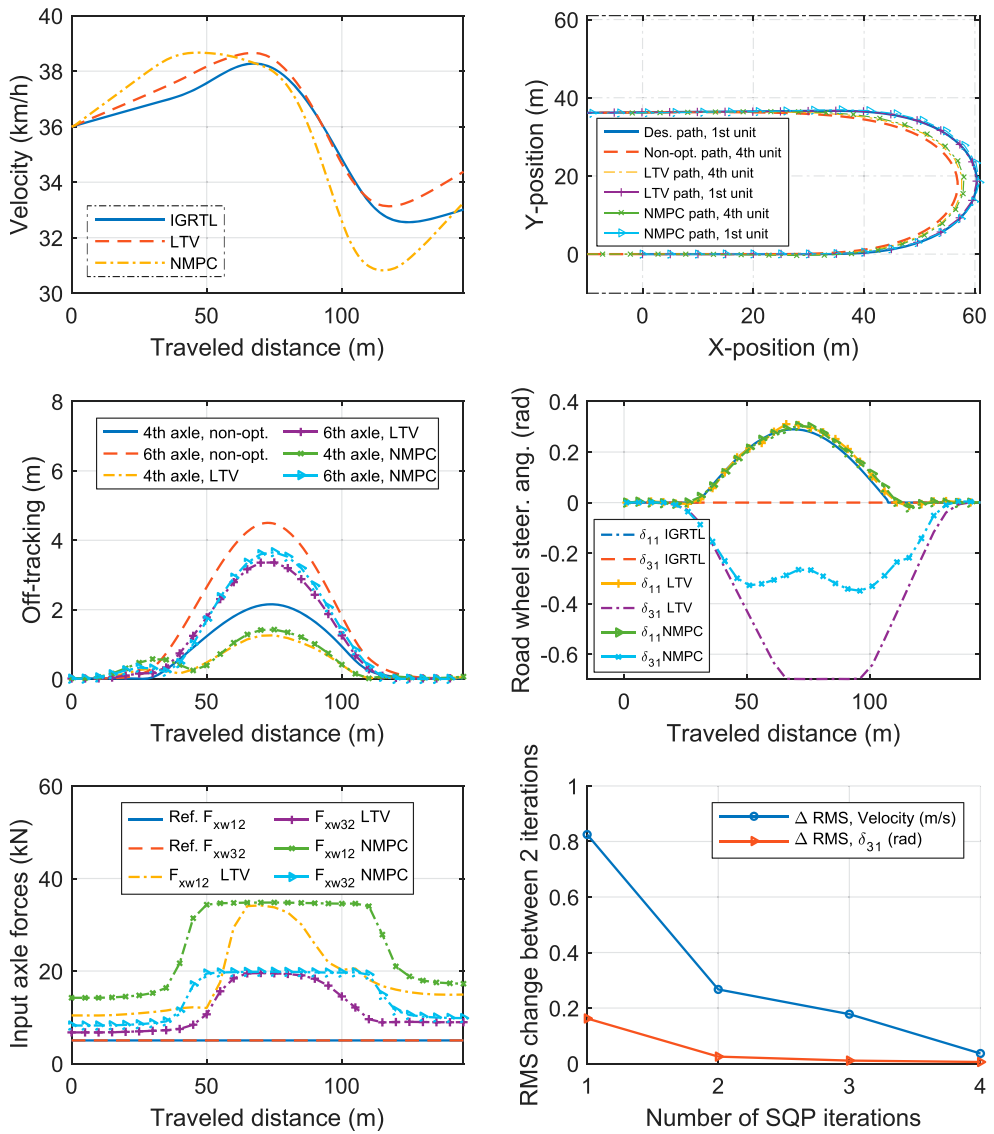 40
38
36
34
32
30
Velocity (km/h)
IGRTL
LTV
NMPC
0
50
100
Traveled distance (m)
60
40
20
0
Y-position (m)
Des. path, 1st unit
Non-opt. path, 4th unit
LTV path, 4th unit
LTV path, 1st unit
NMPC path, 4th unit
NMPC path, 1st unit
0
20
40
60
X-position (m)
8
6
4
2
0
Off-tracking (m)
4th axle, non-opt.
6th axle, non-opt.
4th axle, LTV
6th axle, LTV
4th axle, NMPC
6th axle, NMPC
0
50
100
Traveled distance (m)
0.4
0.2
0
-0.2
-0.4
-0.6
Road wheel steer. ang. (rad)
δ11 IGRTL
δ31 IGRTL
δ11 LTV
δ31 LTV
δ11NMPC
δ31NMPC
0
50
100
Traveled distance (m)
60
40
20
0
Input axle forces (kN)
Ref. Fxw12
Ref. Fxw32
Fxw12 LTV
Fxw32 LTV
Fxw12 NMPC
Fxw32 NMPC
0
50
100
Traveled distance (m)
1
0.8
0.6
0.4
0.2
0
RMS change between 2 iterations
Δ RMS, Velocity (m/s)
Δ RMS, δ31 (rad)
1
2
3
4
Number of SQP iterations